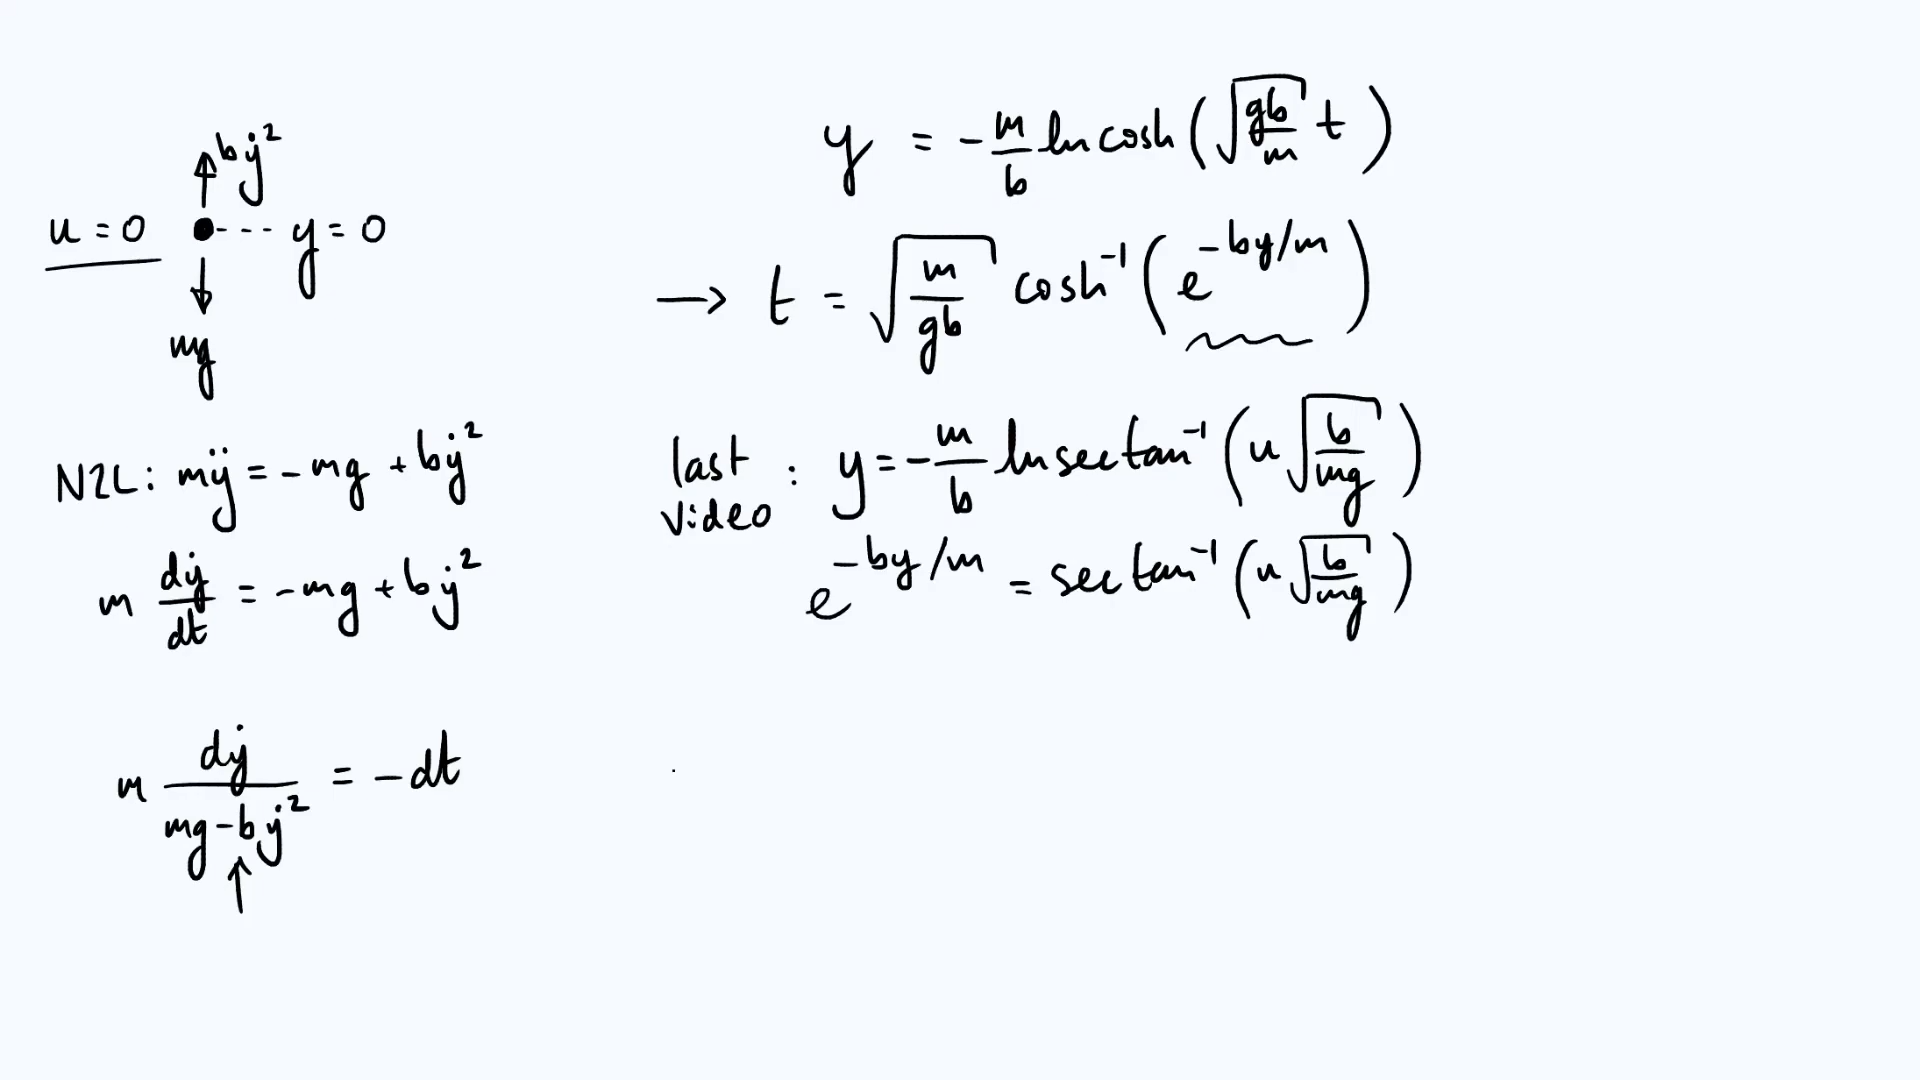 bẏ²
u = 0 y = 0
mg
N2L: mÿ = -mg + bẏ²
m dẏ/dt = -mg + bẏ²
m dẏ/(mg - bẏ²) = -dt
y = -m/b ln cosh(√(gb/m) t)
→ t = √(m/gb) cosh⁻¹(e^(-by/m))
last video : y = -m/b ln sec tan⁻¹(u√(b/mg))
e^(-by/m) = sec tan⁻¹(u√(b/mg))